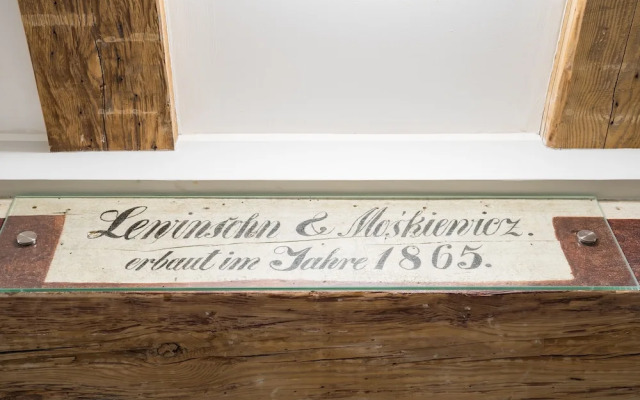 Lewinsohn & Moskiewicz.
erbaut im Jahre 1865.